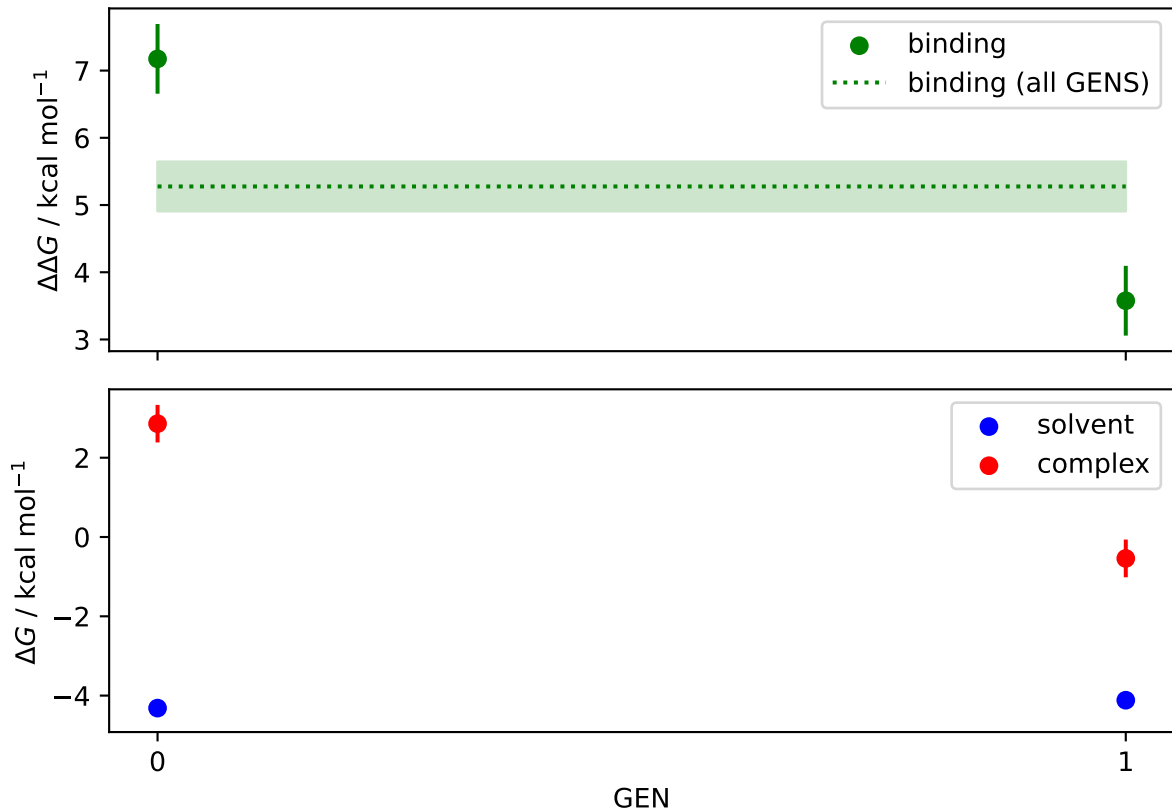 binding
binding (all GENS)
7
6
5
4
3
ΔΔG / kcal mol⁻¹
solvent
complex
2
0
−2
−4
ΔG / kcal mol⁻¹
0 1
GEN